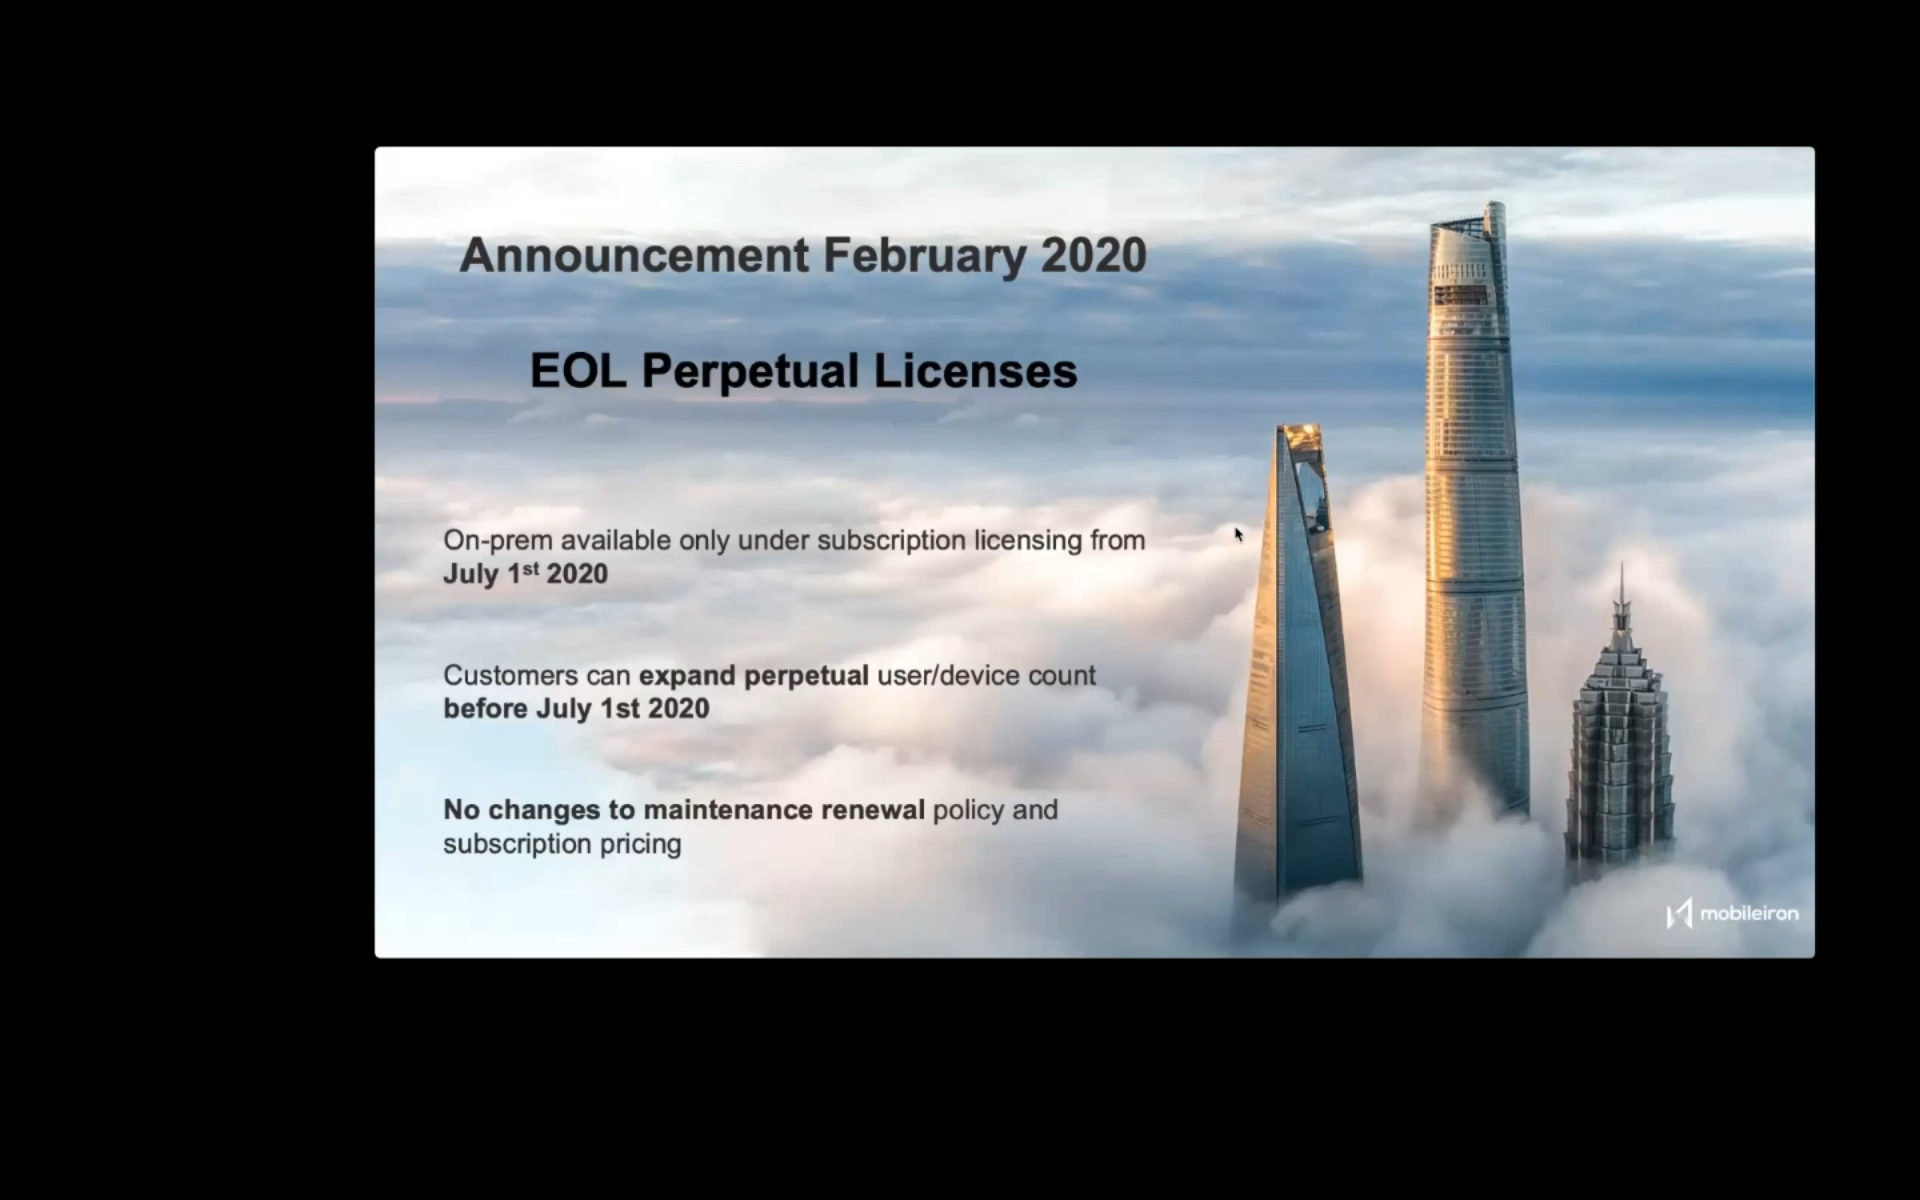 Announcement February 2020
EOL Perpetual Licenses
On-prem available only under subscription licensing from
July 1st 2020
Customers can expand perpetual user/device count
before July 1st 2020
No changes to maintenance renewal policy and
subscription pricing
mobileiron